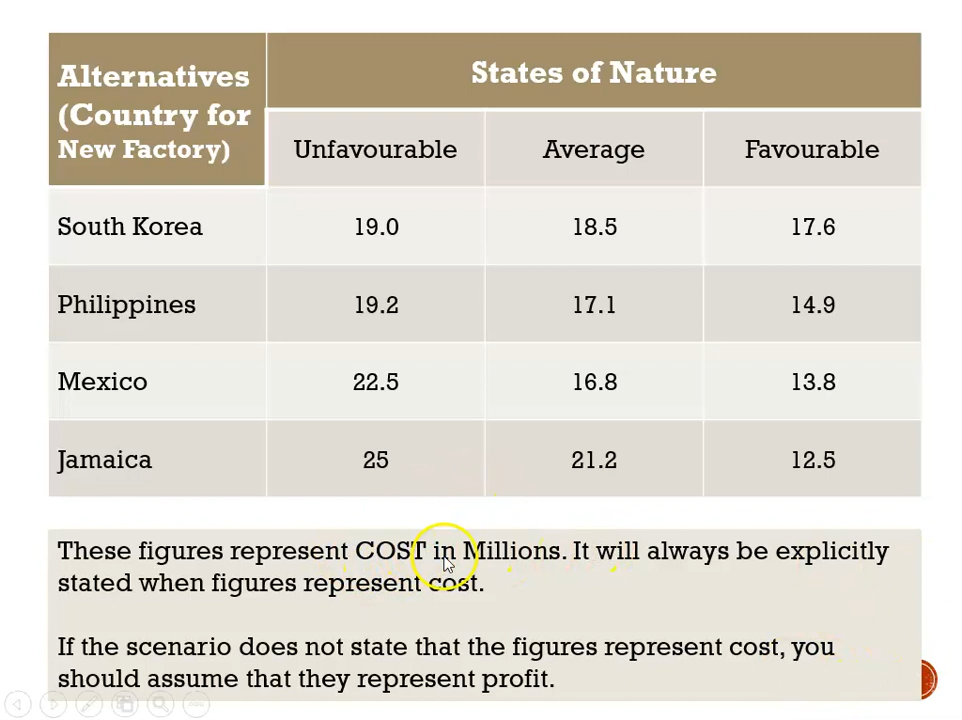 Alternatives
(Country for
New Factory)
States of Nature
Unfavourable Average Favourable
South Korea 19.0 18.5 17.6
Philippines 19.2 17.1 14.9
Mexico 22.5 16.8 13.8
Jamaica 25 21.2 12.5
These figures represent COST in Millions. It will always be explicitly
stated when figures represent cost.
If the scenario does not state that the figures represent cost, you
should assume that they represent profit.